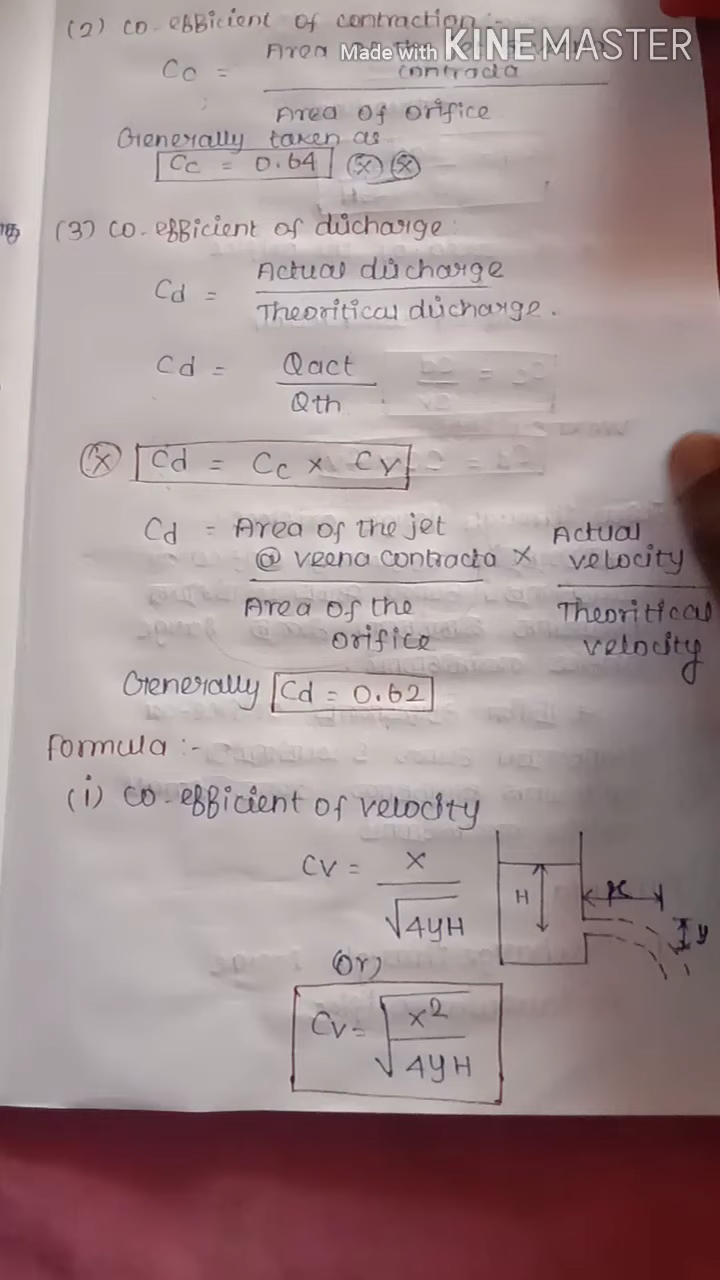 (2) co-efficient of contraction:-
Made with KINEMASTER
Cc = Area
contracta
Area of orifice
Generally taken as
Cc = 0.64 (x) (x)
(3) co-efficient of discharge:
Cd = Actual discharge
Theoritical discharge.
Cd = Qact
Qth
(x) Cd = Cc x Cv
Cd = Area of the jet Actual
@ veena contracta x velocity
Area of the Theoritical
orifice velocity
Generally Cd = 0.62
Formula :-
(i) co-efficient of velocity
Cv = x
√4yH
H x y
(Or)
Cv = √x²
4yH